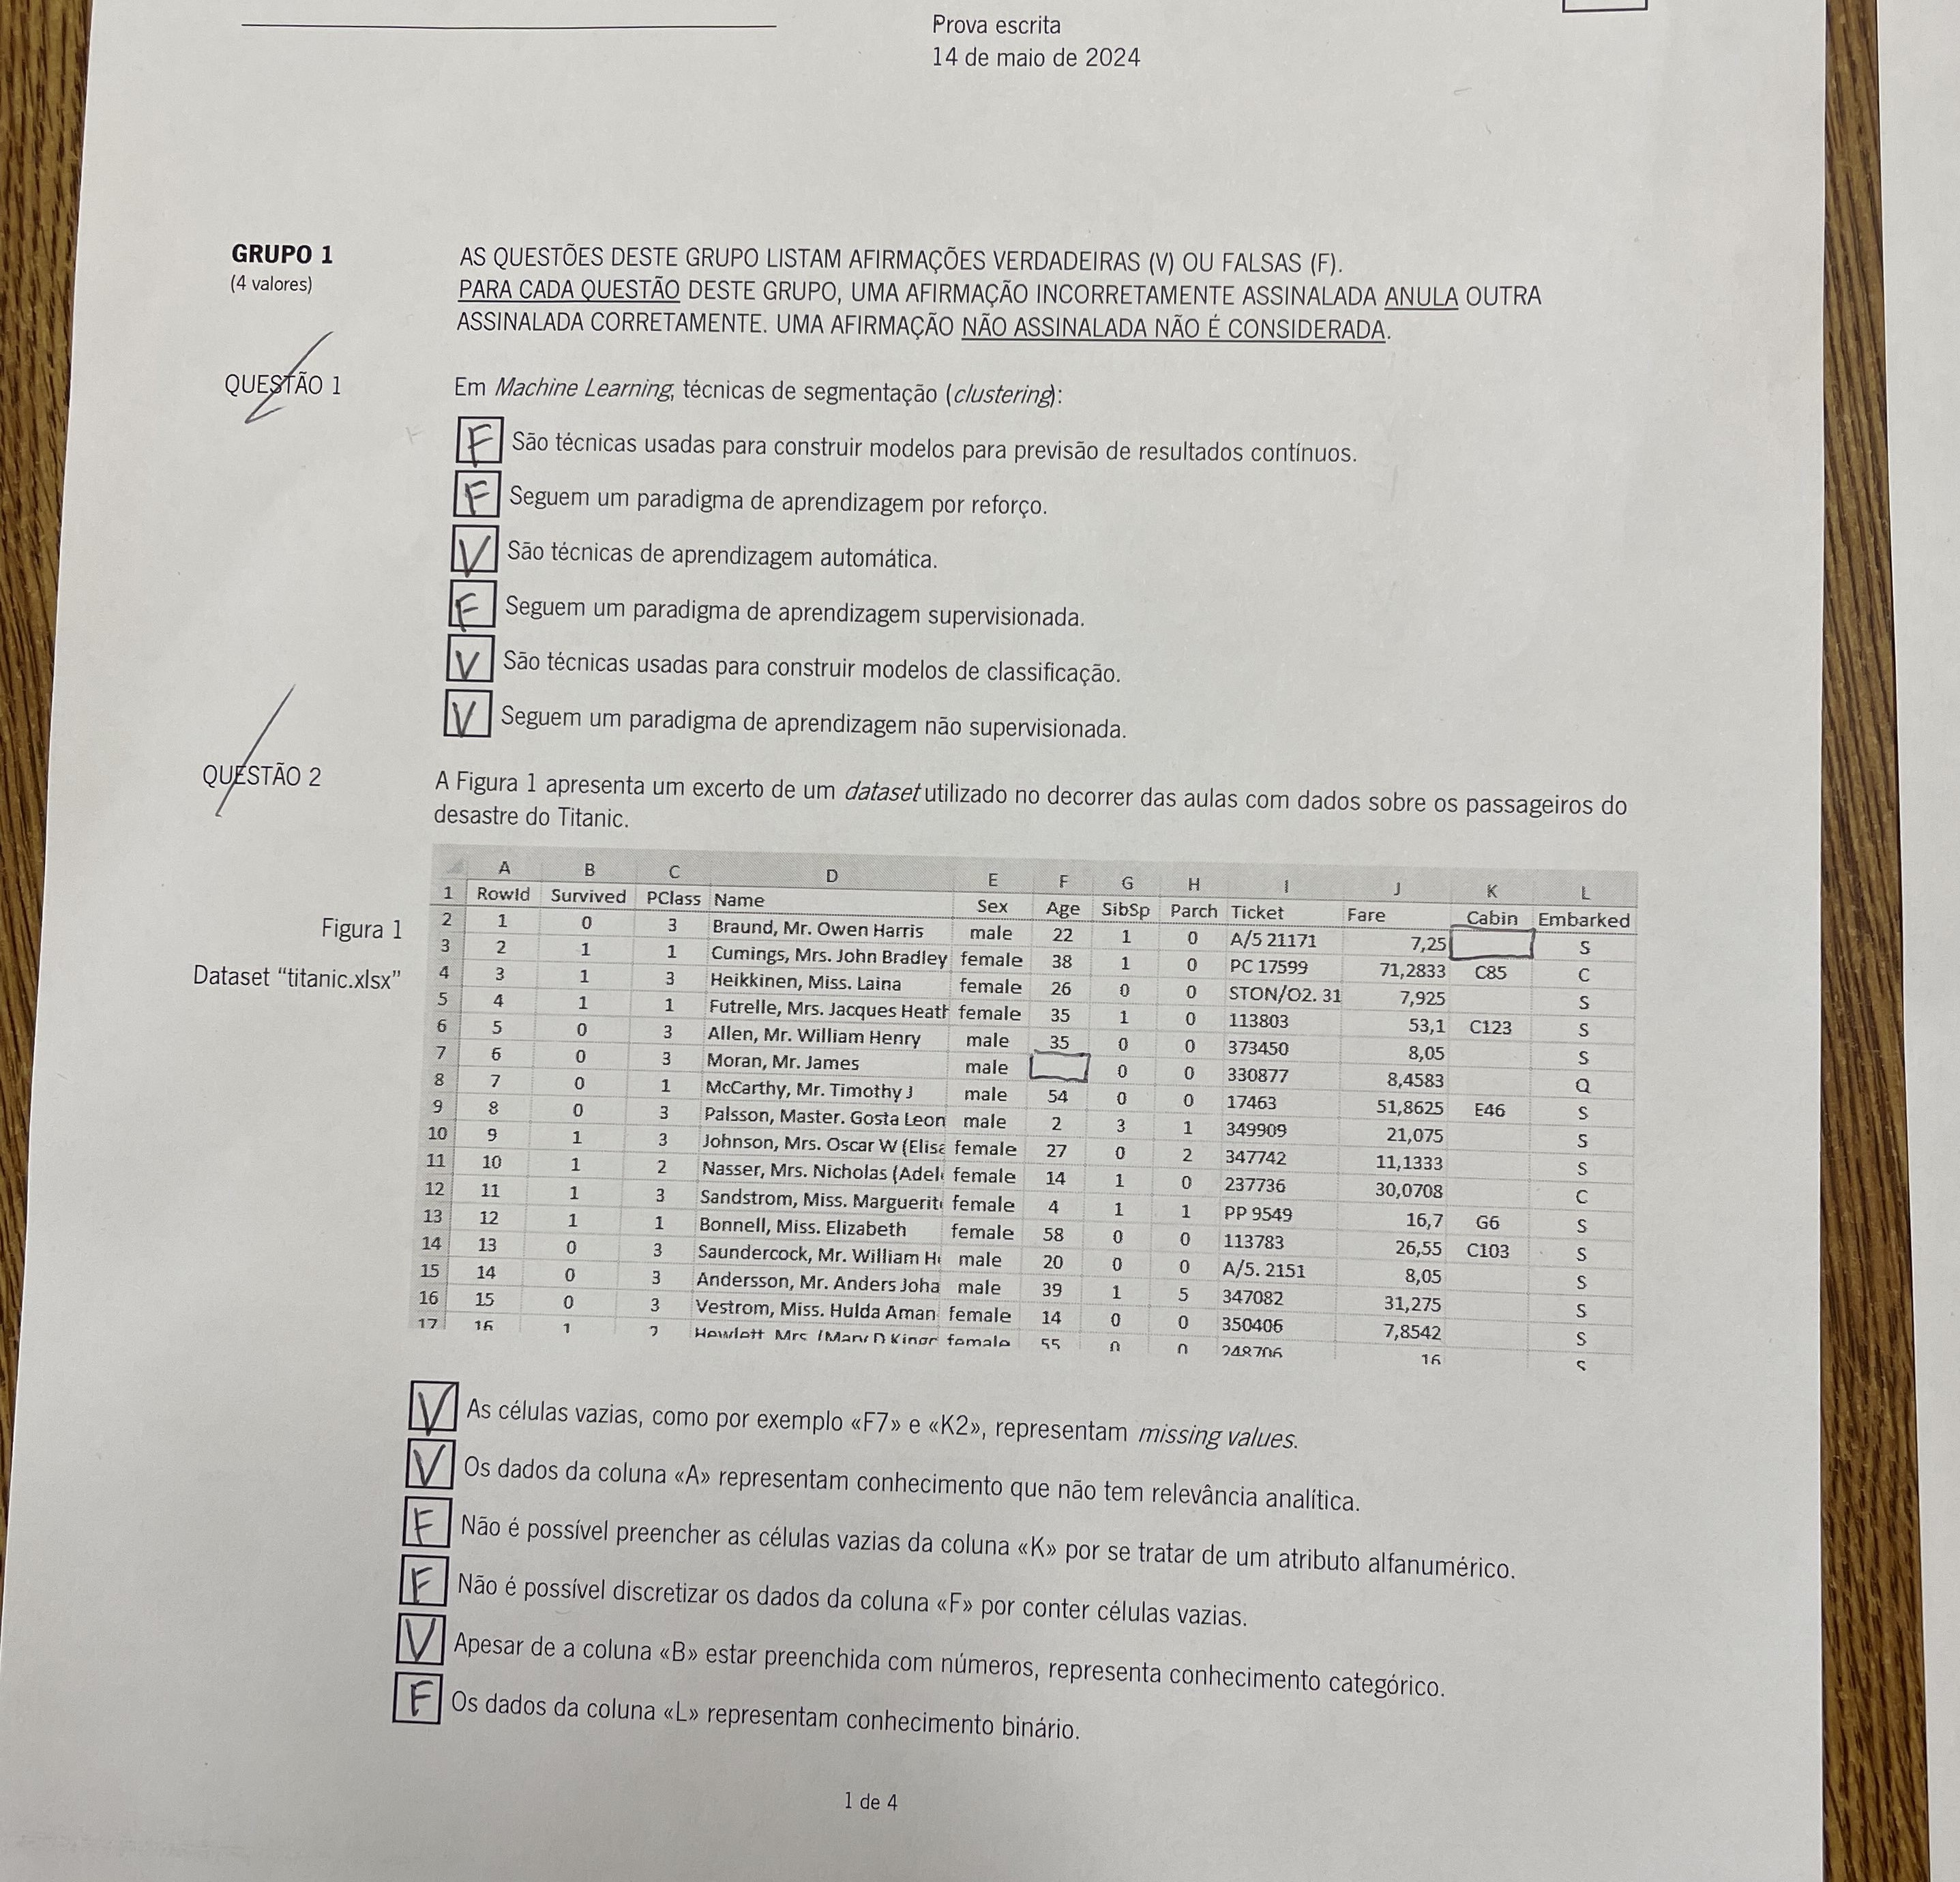 Prova escrita
14 de maio de 2024
GRUPO 1
(4 valores)
AS QUESTÕES DESTE GRUPO LISTAM AFIRMAÇÕES VERDADEIRAS (V) OU FALSAS (F).
PARA CADA QUESTÃO DESTE GRUPO, UMA AFIRMAÇÃO INCORRETAMENTE ASSINALADA ANULA OUTRA
ASSINALADA CORRETAMENTE. UMA AFIRMAÇÃO NÃO ASSINALADA NÃO É CONSIDERADA.
QUESTÃO 1
Em Machine Learning, técnicas de segmentação (clustering):
F São técnicas usadas para construir modelos para previsão de resultados contínuos.
F Seguem um paradigma de aprendizagem por reforço.
V São técnicas de aprendizagem automática.
F Seguem um paradigma de aprendizagem supervisionada.
V São técnicas usadas para construir modelos de classificação.
V Seguem um paradigma de aprendizagem não supervisionada.
QUESTÃO 2
A Figura 1 apresenta um excerto de um dataset utilizado no decorrer das aulas com dados sobre os passageiros do
desastre do Titanic.
Figura 1
Dataset "titanic.xlsx"
A B C D E F G H I J K L
1 RowId Survived PClass Name Sex Age SibSp Parch Ticket Fare Cabin Embarked
2 1 0 3 Braund, Mr. Owen Harris male 22 1 0 A/5 21171 7,25 S
3 2 1 1 Cumings, Mrs. John Bradley female 38 1 0 PC 17599 71,2833 C85 C
4 3 1 3 Heikkinen, Miss. Laina female 26 0 0 STON/O2. 31 7,925 S
5 4 1 1 Futrelle, Mrs. Jacques Heath female 35 1 0 113803 53,1 C123 S
6 5 0 3 Allen, Mr. William Henry male 35 0 0 373450 8,05 S
7 6 0 3 Moran, Mr. James male 0 0 330877 8,4583 Q
8 7 0 1 McCarthy, Mr. Timothy J male 54 0 0 17463 51,8625 E46 S
9 8 0 3 Palsson, Master. Gosta Leon male 2 3 1 349909 21,075 S
10 9 1 3 Johnson, Mrs. Oscar W (Elisa female 27 0 2 347742 11,1333 S
11 10 1 2 Nasser, Mrs. Nicholas (Adel female 14 1 0 237736 30,0708 C
12 11 1 3 Sandstrom, Miss. Marguerit female 4 1 1 PP 9549 16,7 G6 S
13 12 1 1 Bonnell, Miss. Elizabeth female 58 0 0 113783 26,55 C103 S
14 13 0 3 Saundercock, Mr. William H male 20 0 0 A/5. 2151 8,05 S
15 14 0 3 Andersson, Mr. Anders Joha male 39 1 5 347082 31,275 S
16 15 0 3 Vestrom, Miss. Hulda Aman female 14 0 0 350406 7,8542 S
17 16 1 2 Hewlett, Mrs. (Mary D Kingc female 55 0 0 248706 16 S
V As células vazias, como por exemplo «F7» e «K2», representam missing values.
V Os dados da coluna «A» representam conhecimento que não tem relevância analítica.
F Não é possível preencher as células vazias da coluna «K» por se tratar de um atributo alfanumérico.
F Não é possível discretizar os dados da coluna «F» por conter células vazias.
V Apesar de a coluna «B» estar preenchida com números, representa conhecimento categórico.
F Os dados da coluna «L» representam conhecimento binário.
1 de 4